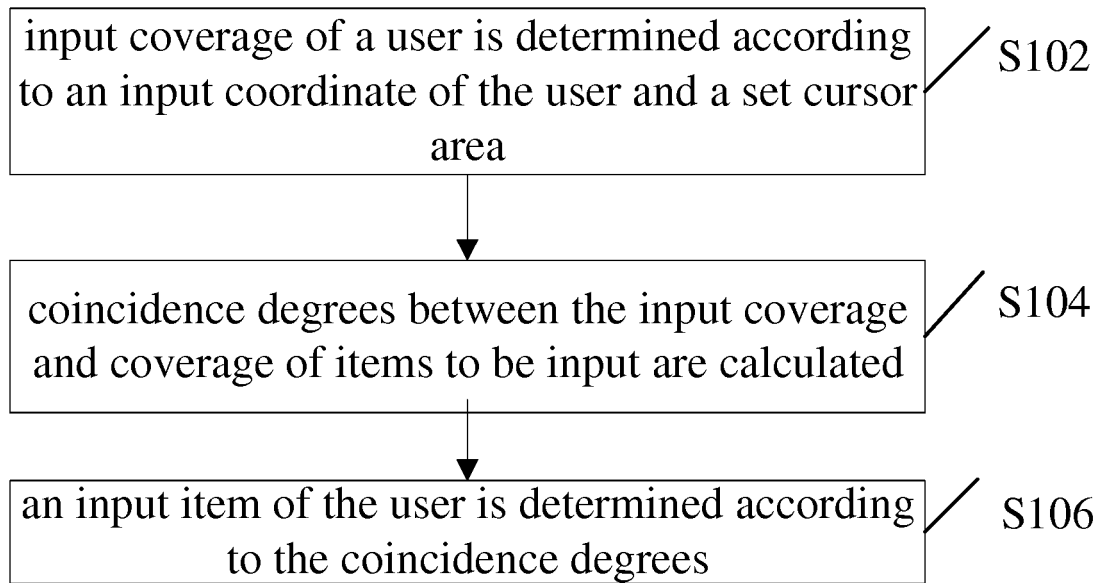 input coverage of a user is determined according
to an input coordinate of the user and a set cursor
area
S102
coincidence degrees between the input coverage
and coverage of items to be input are calculated
S104
an input item of the user is determined according
to the coincidence degrees
S106